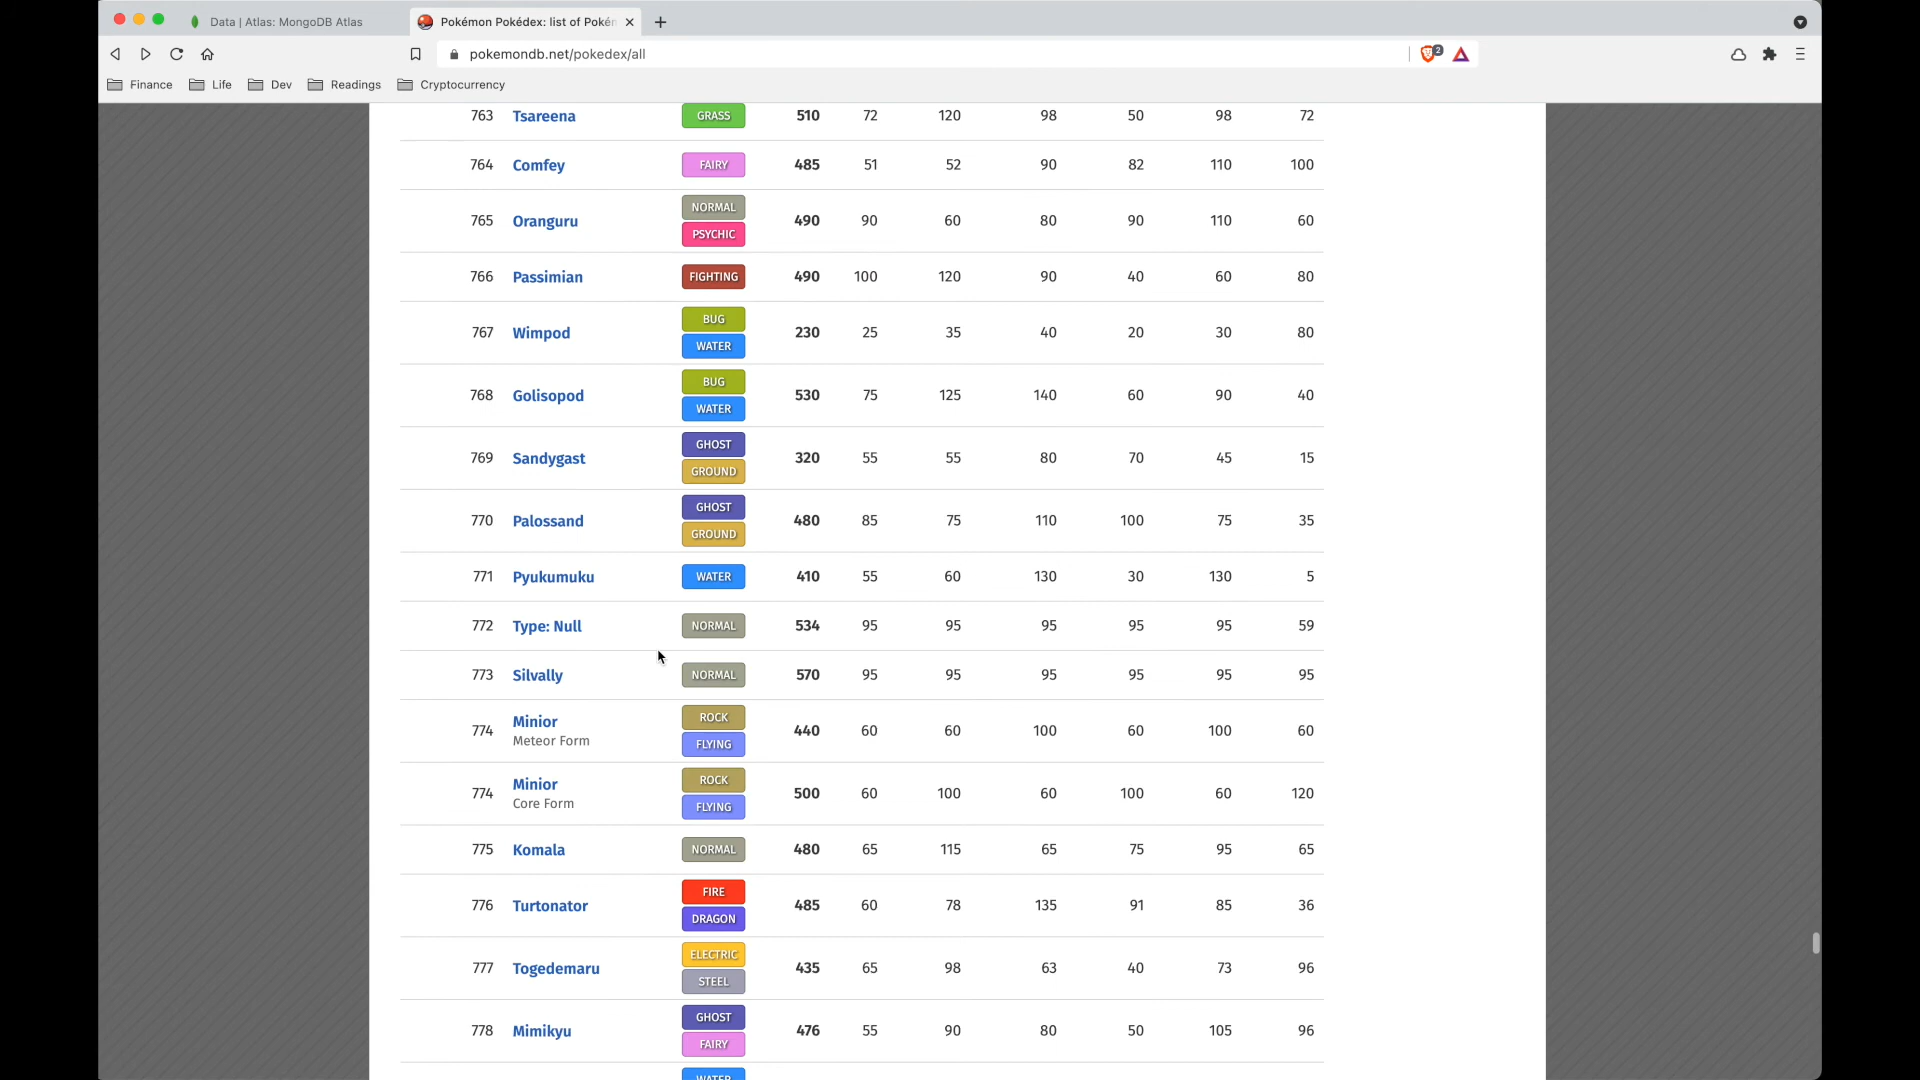 Data | Atlas: MongoDB Atlas
Pokémon Pokédex: list of Pokén
pokemondb.net/pokedex/all
2
Finance Life Dev Readings Cryptocurrency
763 Tsareena GRASS 510 72 120 98 50 98 72
764 Comfey FAIRY 485 51 52 90 82 110 100
765 Oranguru NORMAL PSYCHIC 490 90 60 80 90 110 60
766 Passimian FIGHTING 490 100 120 90 40 60 80
767 Wimpod BUG WATER 230 25 35 40 20 30 80
768 Golisopod BUG WATER 530 75 125 140 60 90 40
769 Sandygast GHOST GROUND 320 55 55 80 70 45 15
770 Palossand GHOST GROUND 480 85 75 110 100 75 35
771 Pyukumuku WATER 410 55 60 130 30 130 5
772 Type: Null NORMAL 534 95 95 95 95 95 59
773 Silvally NORMAL 570 95 95 95 95 95 95
774 Minior Meteor Form ROCK FLYING 440 60 60 100 60 100 60
774 Minior Core Form ROCK FLYING 500 60 100 60 100 60 120
775 Komala NORMAL 480 65 115 65 75 95 65
776 Turtonator FIRE DRAGON 485 60 78 135 91 85 36
777 Togedemaru ELECTRIC STEEL 435 65 98 63 40 73 96
778 Mimikyu GHOST FAIRY 476 55 90 80 50 105 96
WATER